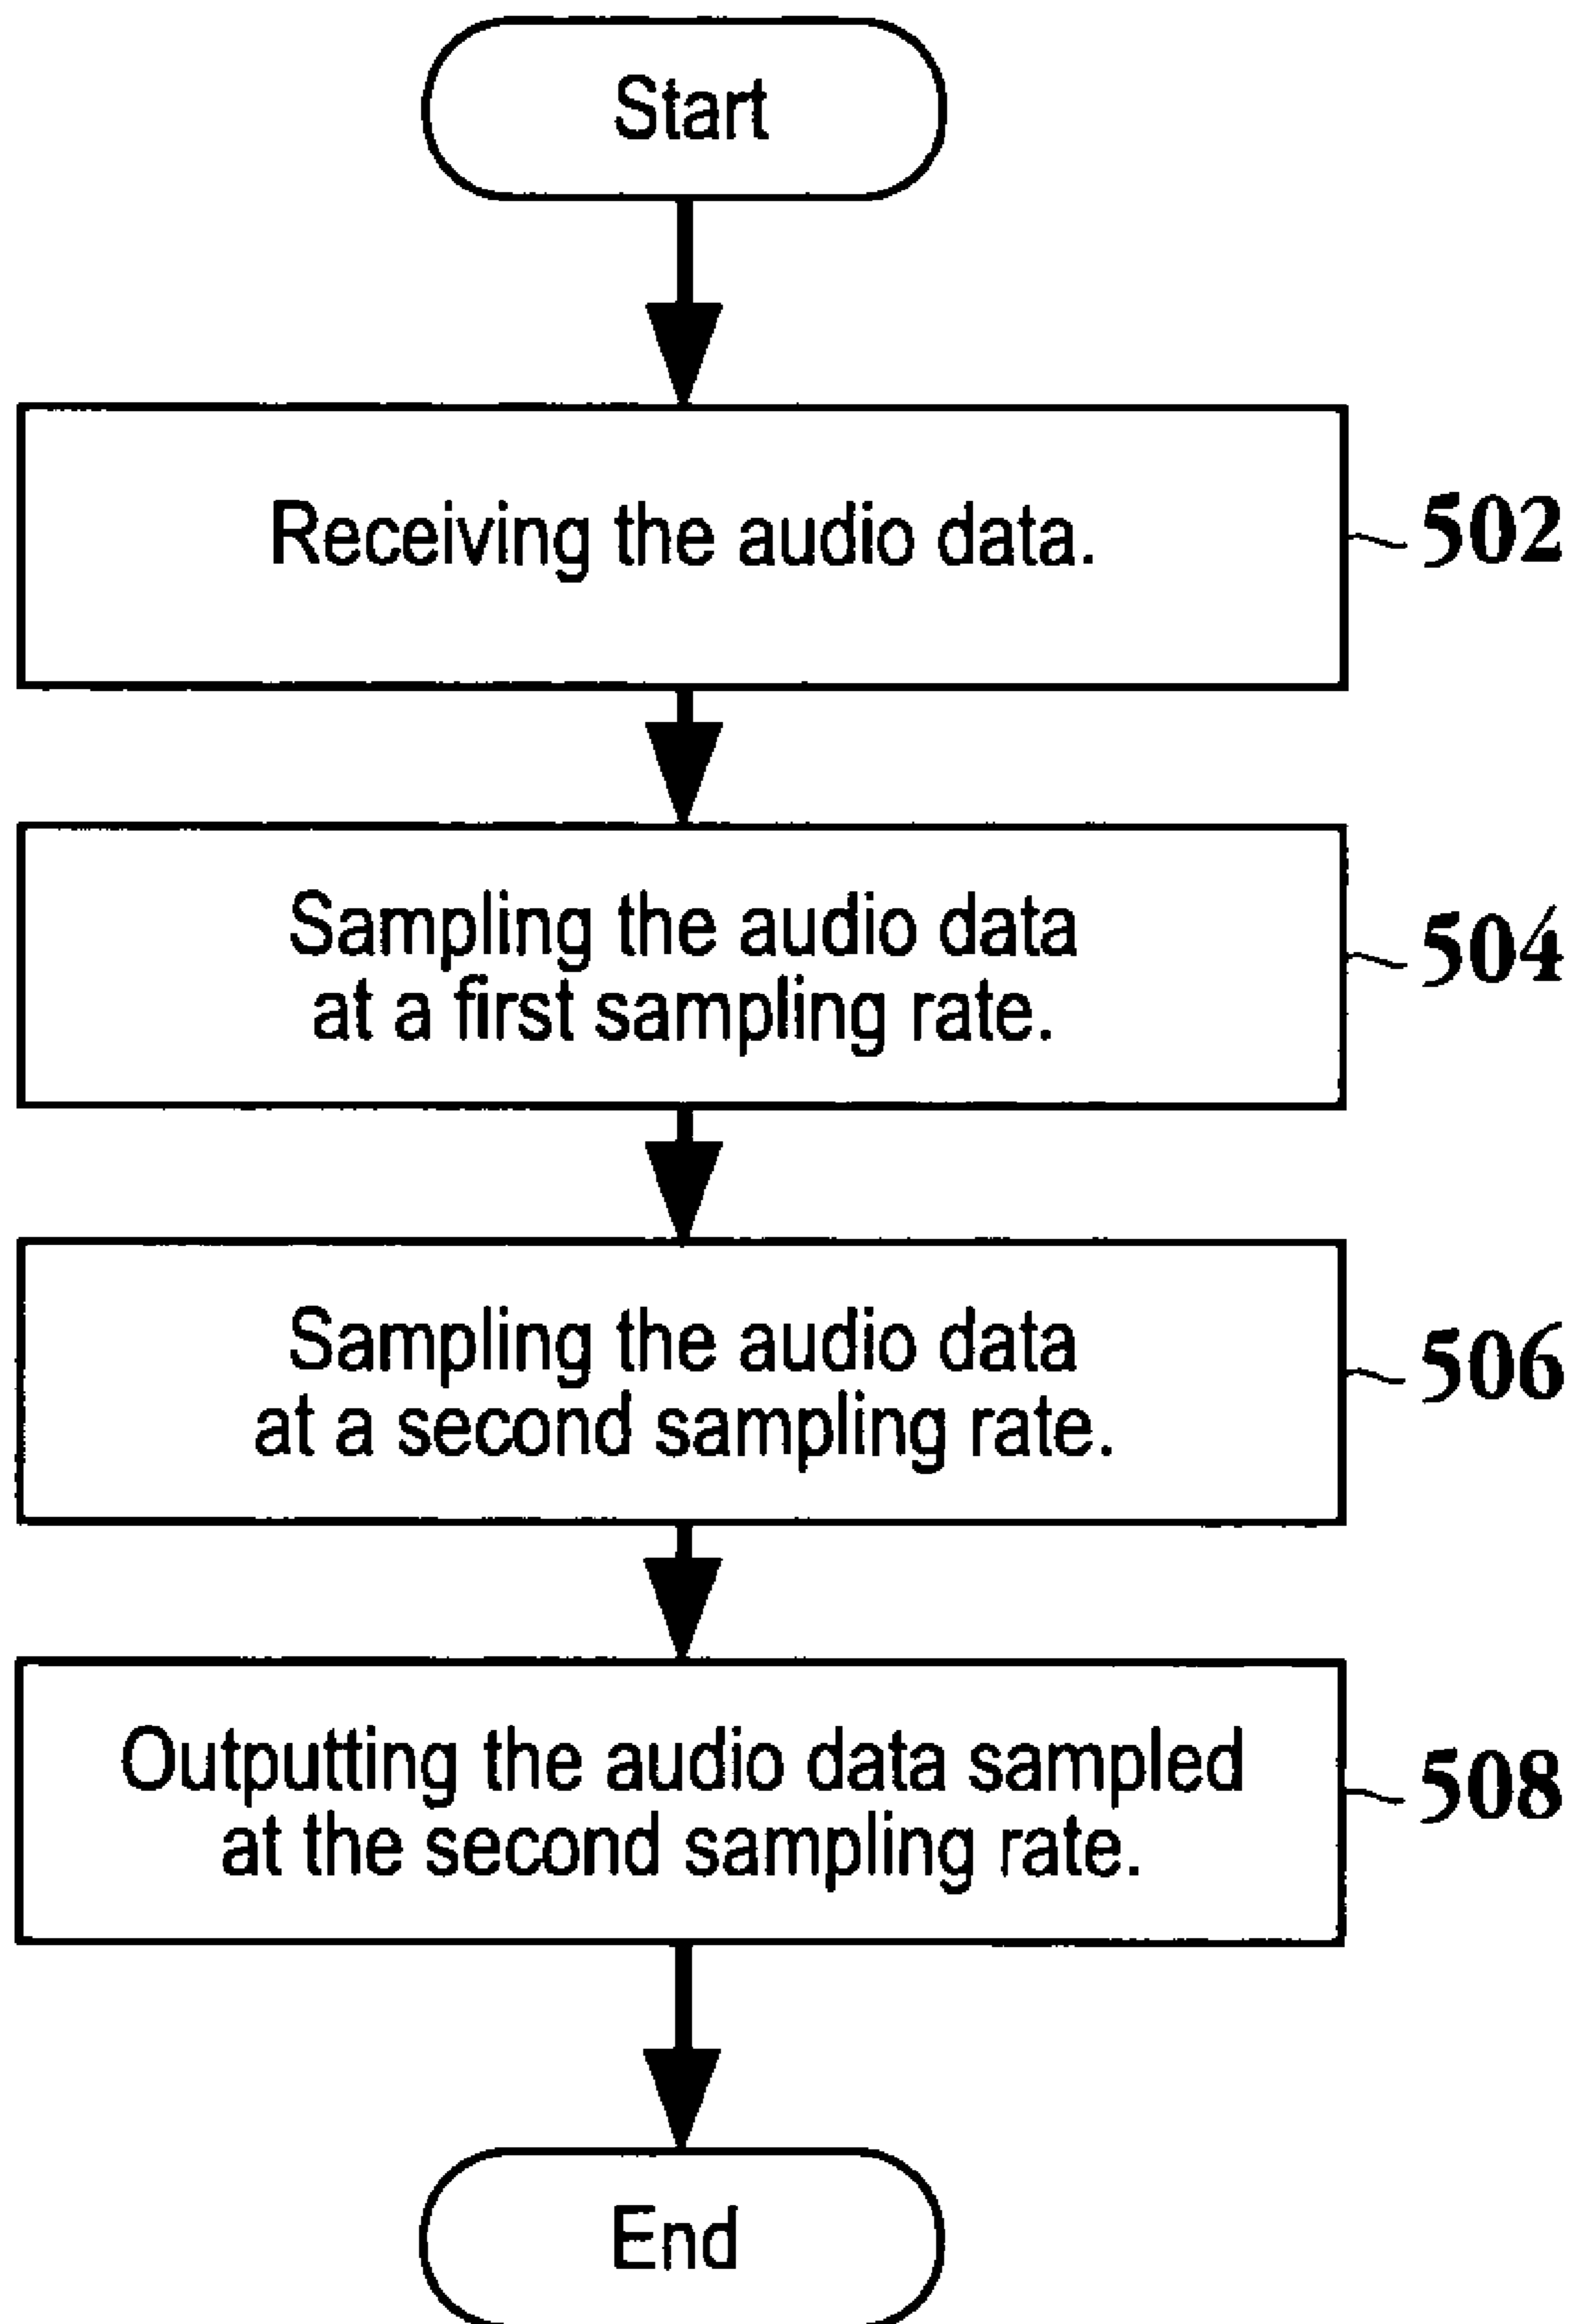 Start
Receiving the audio data.
502
Sampling the audio data
at a first sampling rate.
504
Sampling the audio data
at a second sampling rate.
506
Outputting the audio data sampled
at the second sampling rate.
508
End